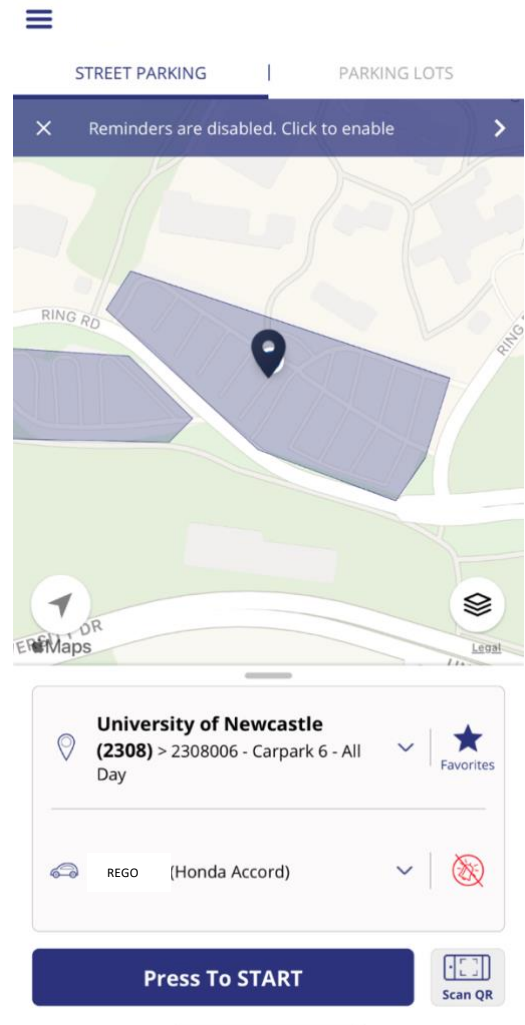 STREET PARKING | PARKING LOTS
Reminders are disabled. Click to enable
RING RD
RING
DR
Maps
Legal
University of Newcastle
(2308) > 2308006 - Carpark 6 - All
Day
Favorites
REGO (Honda Accord)
Press To START
Scan QR